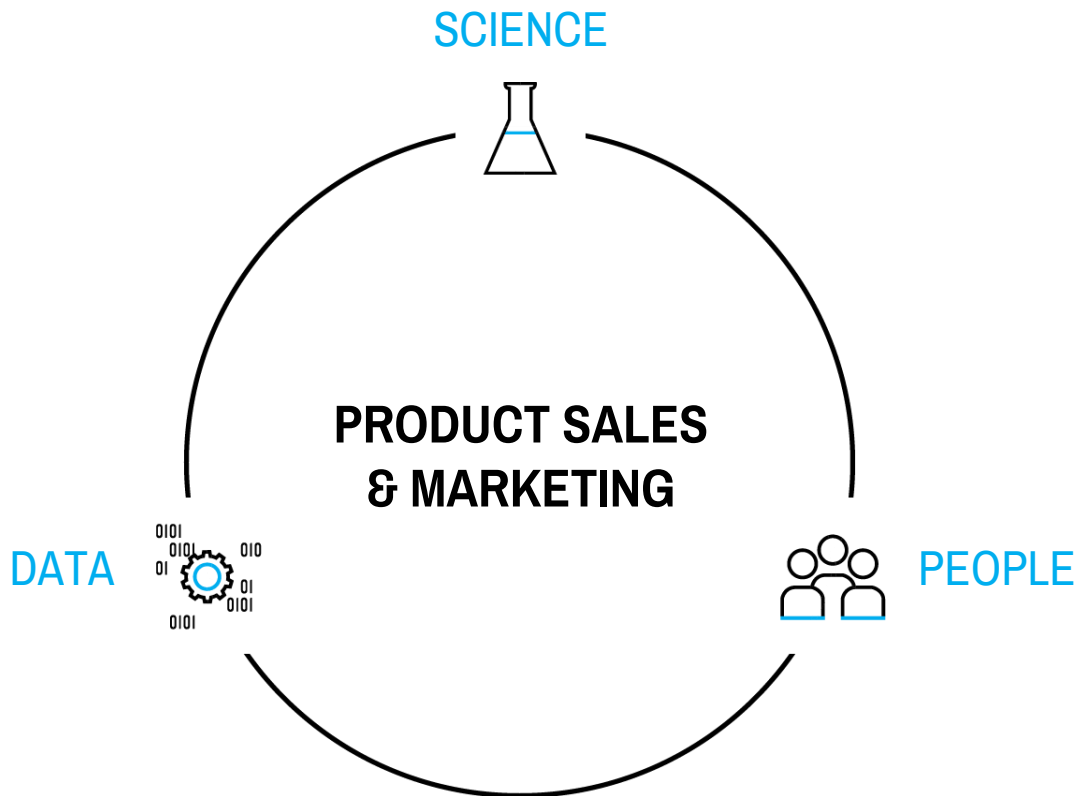 SCIENCE
PRODUCT SALES
& MARKETING
0101
0101
010
01
01
0101
0101
DATA
PEOPLE